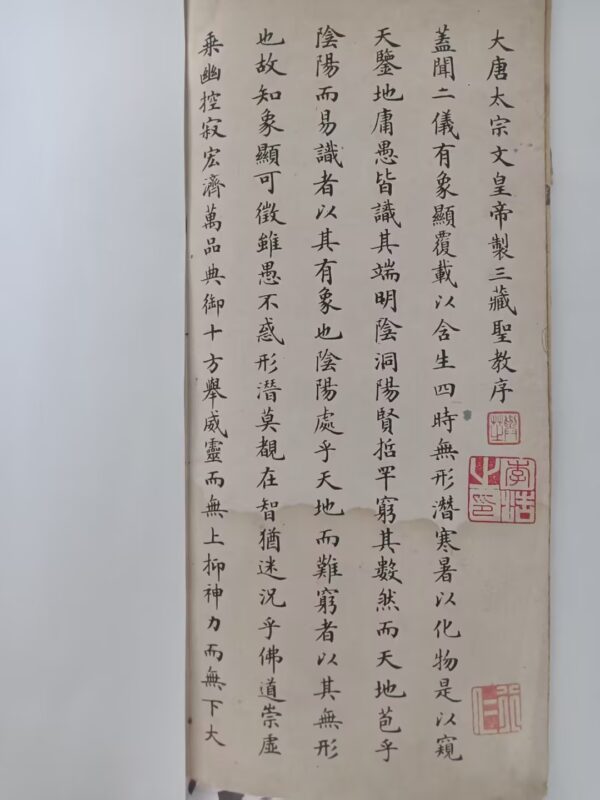 大唐太宗文皇帝製三藏聖教序
蓋聞二儀有象顯覆載以含生四時無形潛寒暑以化物是以窺
天鑒地庸愚皆識其端明陰洞陽賢哲罕窮其數然而天地苞乎
陰陽而易識者以其有象也陰陽處乎天地而難窮者以其無形
也故知象顯可徵雖愚不惑形潛莫覩在智猶迷況乎佛道崇虛
乘幽控寂宏濟萬品典御十方舉威靈而無上抑神力而無下大